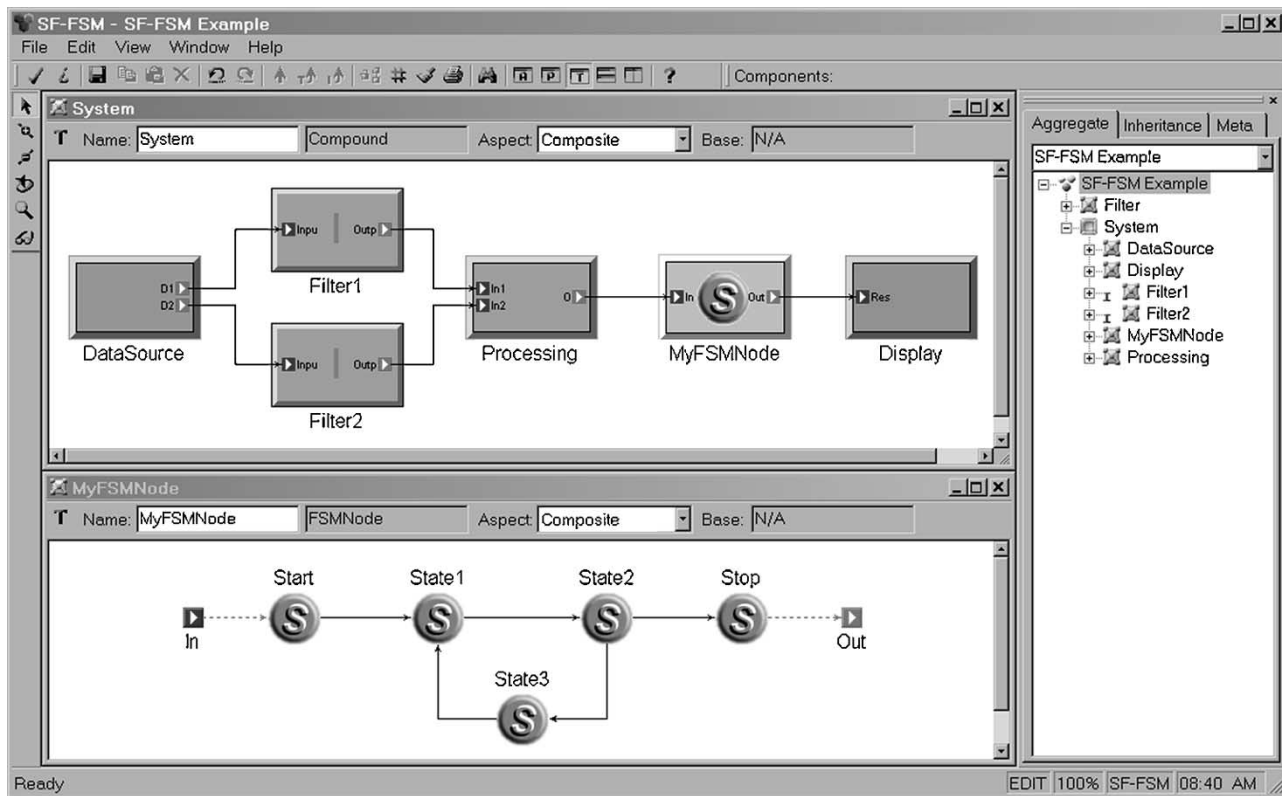 SF-FSM - SF-FSM Example
File Edit View Window Help
Components:
System
Name: System Compound Aspect: Composite Base: N/A
Inpu Outp
Filter1
D1
D2
DataSource
Inpu Outp
Filter2
In1
In2
O
Processing
In S Out
MyFSMNode
Res
Display
MyFSMNode
Name: MyFSMNode FSMNode Aspect: Composite Base: N/A
Start State1 State2 Stop
S S S S
In Out
State3
S
Aggregate Inheritance Meta
SF-FSM Example
SF-FSM Example
Filter
System
DataSource
Display
I Filter1
I Filter2
MyFSMNode
Processing
Ready EDIT 100% SF-FSM 08:40 AM